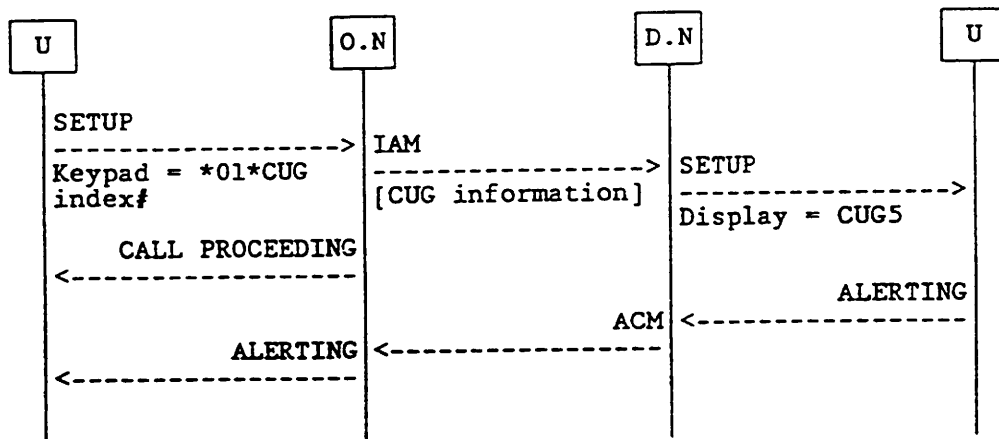 U
O.N
D.N
U
SETUP
Keypad = *01*CUG
index#
IAM
[CUG information]
SETUP
Display = CUG5
CALL PROCEEDING
ALERTING
ACM
ALERTING